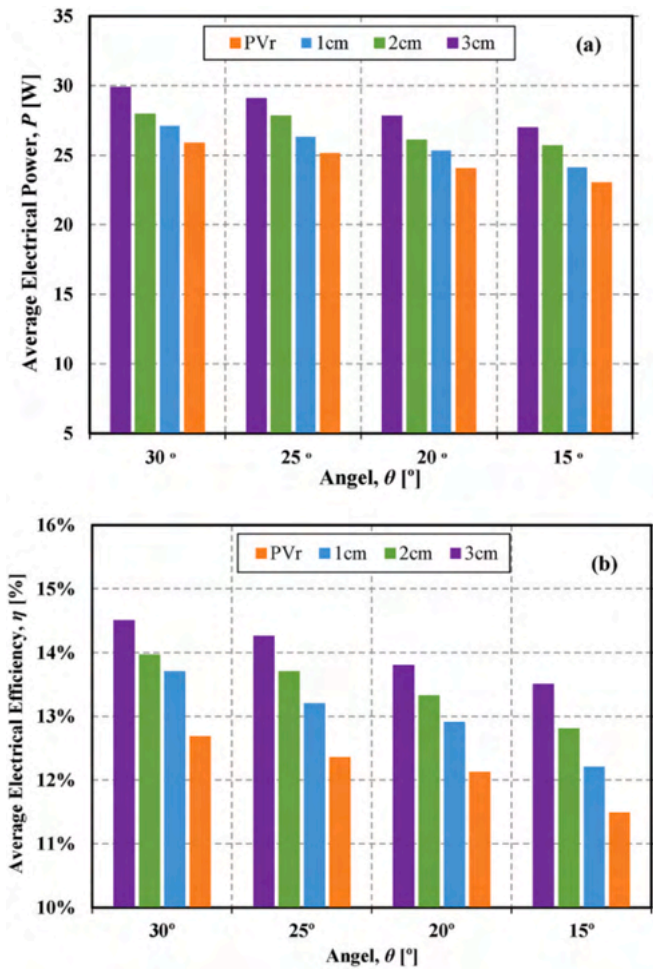 35
30
25
20
15
10
5
Average Electrical Power, P [W]
PVr 1cm 2cm 3cm
(a)
30 º 25 º 20 º 15 º
Angel, θ [º]
16%
15%
14%
13%
12%
11%
10%
Average Electrical Efficiency, η [%]
PVr 1cm 2cm 3cm
(b)
30º 25º 20º 15º
Angel, θ [º]